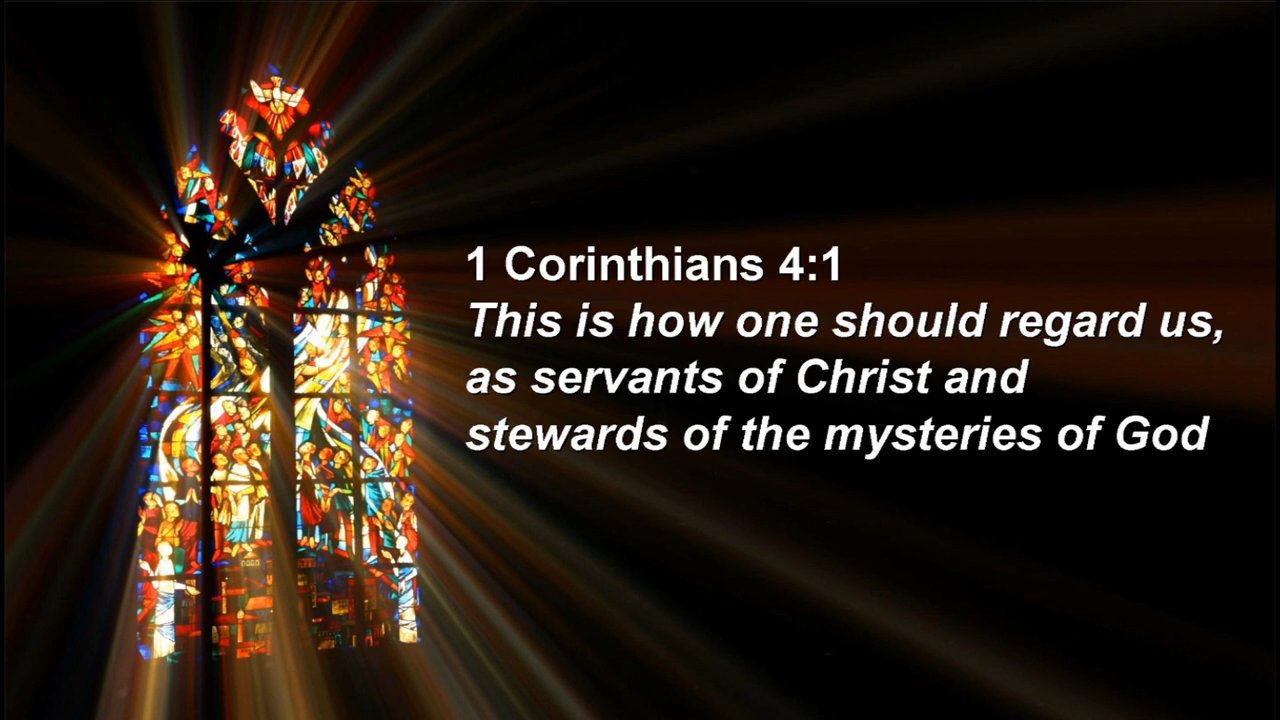 1 Corinthians 4:1
This is how one should regard us,
as servants of Christ and
stewards of the mysteries of God